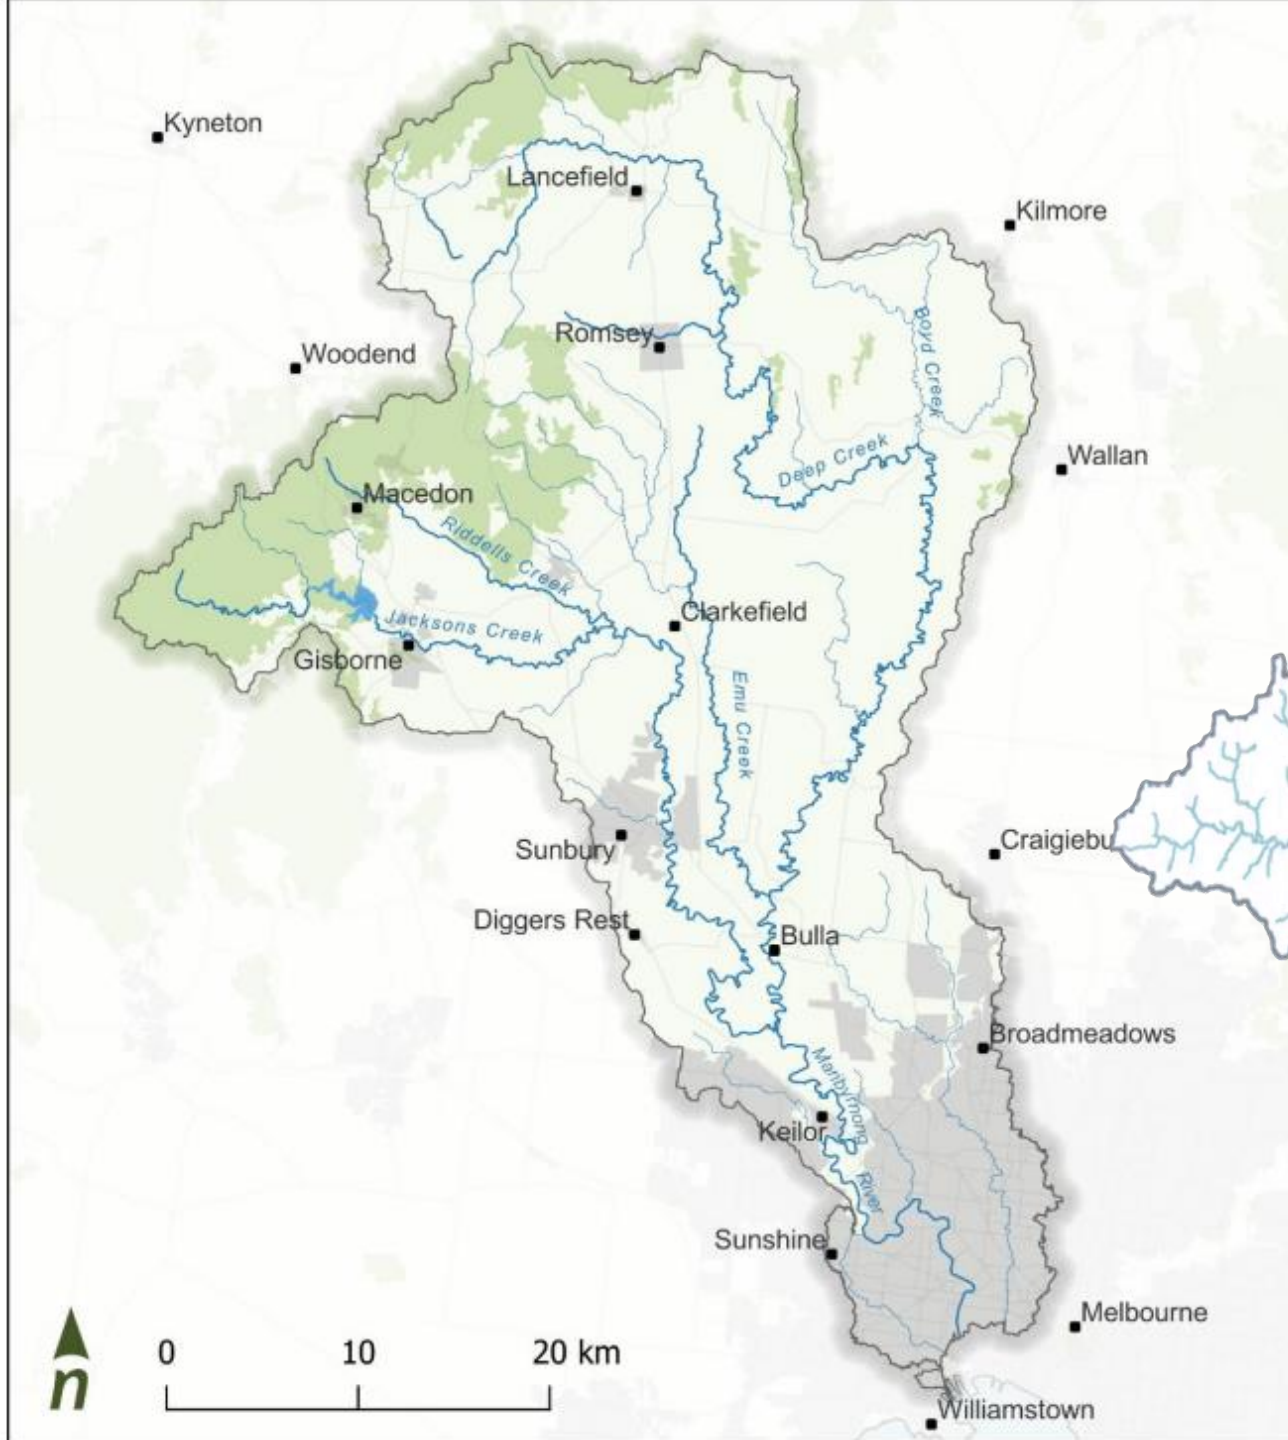 Kyneton
Lancefield
Kilmore
Romsey
Boyd Creek
Woodend
Deep Creek
Wallan
Macedon
Riddells Creek
Clarkefield
Jacksons Creek
Gisborne
Emu Creek
Sunbury
Craigiebu
Diggers Rest
Bulla
Broadmeadows
Maribyrnong
Keilor
River
Sunshine
Melbourne
0 10 20 km
n
Williamstown